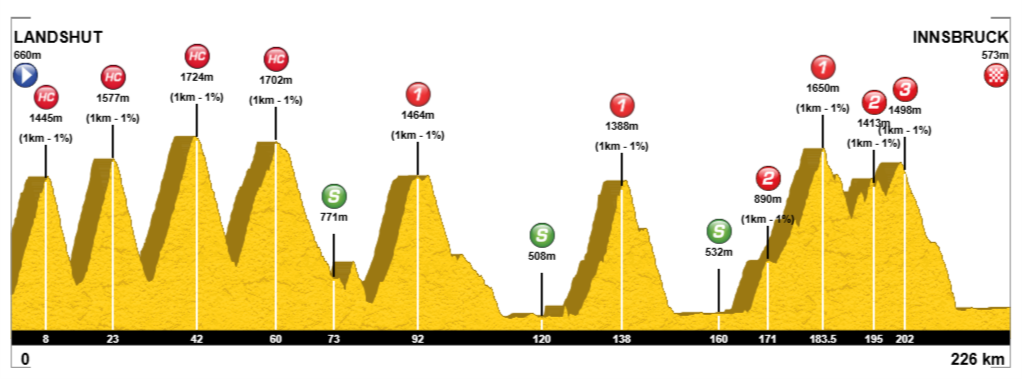 LANDSHUT
660m
HC
1445m
(1km - 1%)
HC
1577m
(1km - 1%)
HC
1724m
(1km - 1%)
HC
1702m
(1km - 1%)
S
771m
1
1464m
(1km - 1%)
S
508m
1
1388m
(1km - 1%)
S
532m
2
890m
(1km - 1%)
1
1650m
(1km - 1%)
2
1413m
(1km - 1%)
3
1498m
(1km - 1%)
INNSBRUCK
573m
8 23 42 60 73 92 120 138 160 171 183.5 195 202
0 226 km